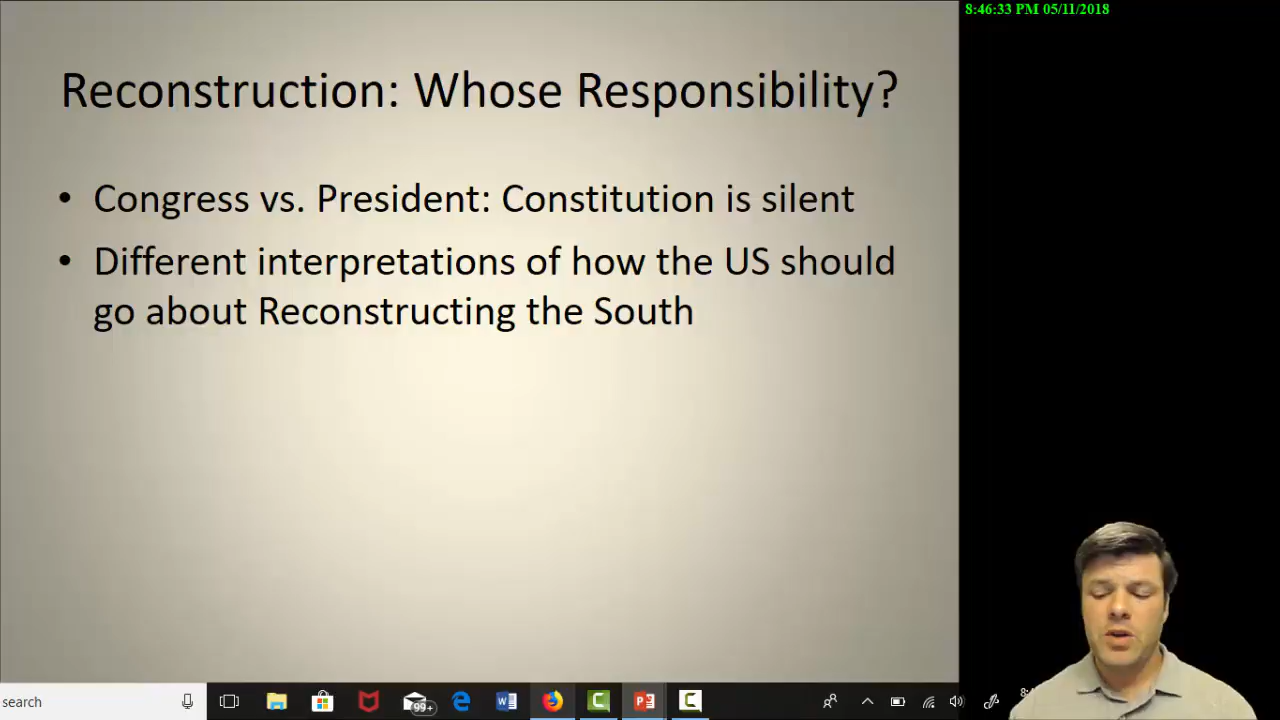 8:46:33 PM 05/11/2018
Reconstruction: Whose Responsibility?
• Congress vs. President: Constitution is silent
• Different interpretations of how the US should
go about Reconstructing the South
search
99+